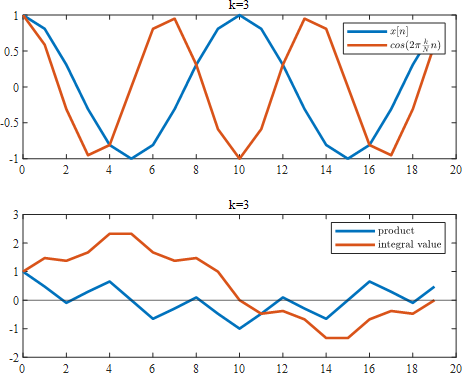 k=3
1
0.5
0
-0.5
-1
x[n]
cos(2π k/N n)
0 2 4 6 8 10 12 14 16 18 20
k=3
3
2
1
0
-1
-2
product
integral value
0 2 4 6 8 10 12 14 16 18 20